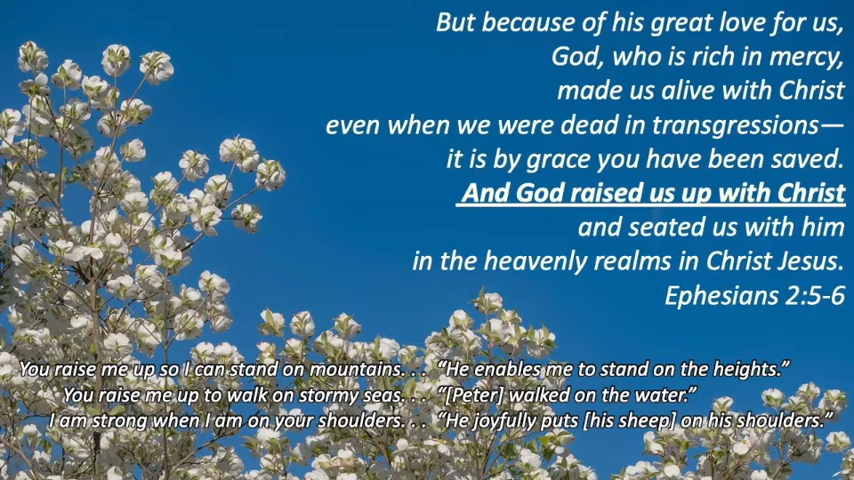 But because of his great love for us,
God, who is rich in mercy,
made us alive with Christ
even when we were dead in transgressions—
it is by grace you have been saved.
And God raised us up with Christ
and seated us with him
in the heavenly realms in Christ Jesus.
Ephesians 2:5-6
You raise me up so I can stand on mountains. . . “He enables me to stand on the heights.”
You raise me up to walk on stormy seas. . . “[Peter] walked on the water.”
I am strong when I am on your shoulders. . . “He joyfully puts [his sheep] on his shoulders.”